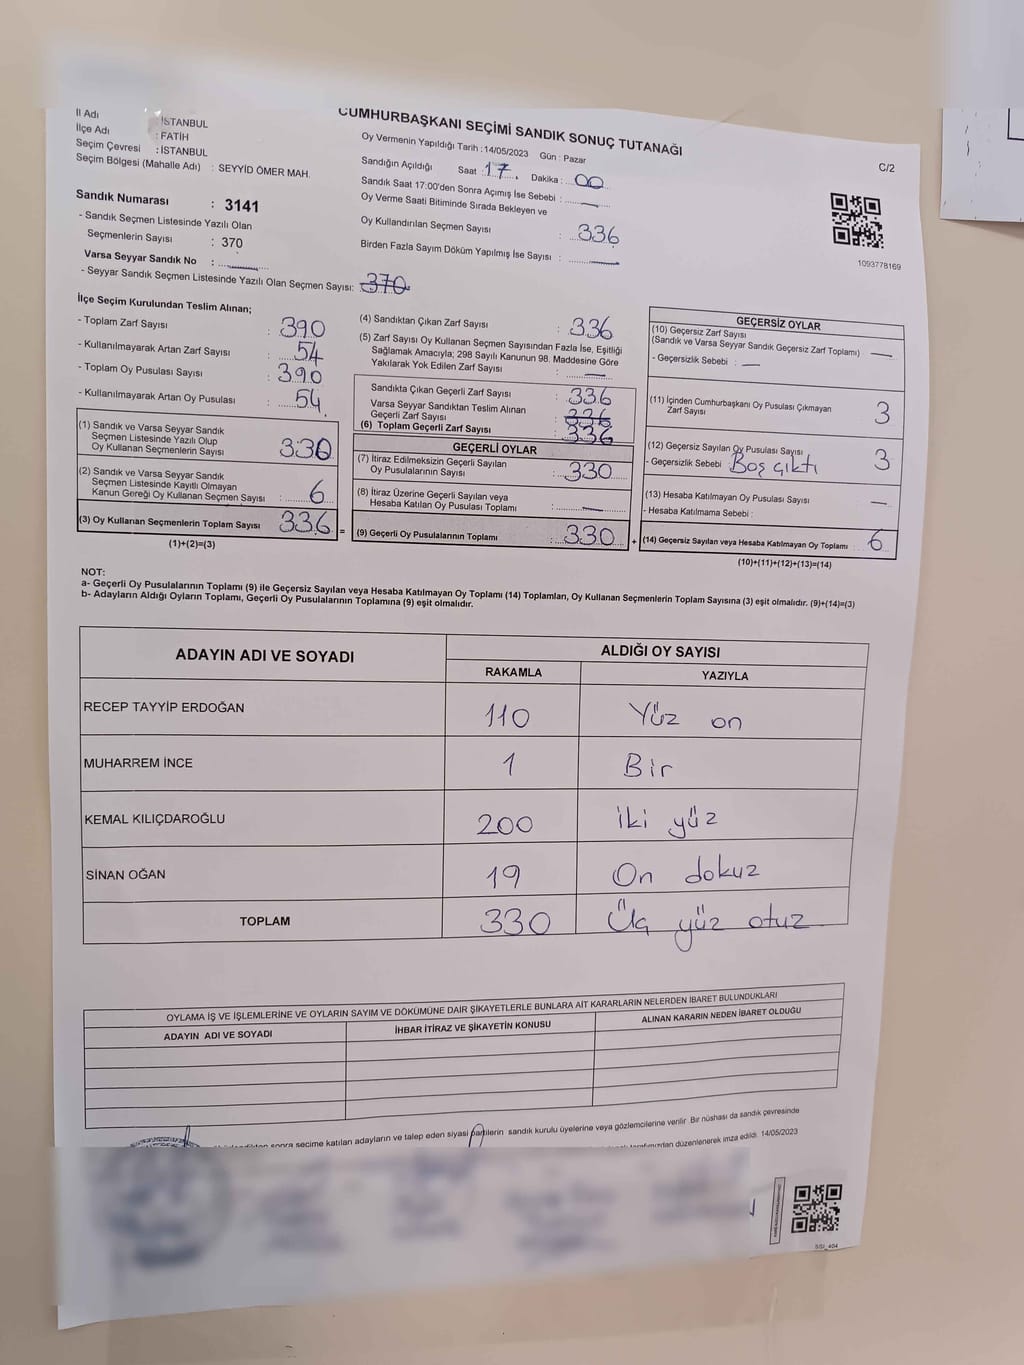 CUMHURBAŞKANI SEÇİMİ SANDIK SONUÇ TUTANAĞI
C/2
İl Adı : İSTANBUL
İlçe Adı : FATİH
Seçim Çevresi : İSTANBUL
Seçim Bölgesi (Mahalle Adı) : SEYYİD ÖMER MAH.
Sandık Numarası : 3141
- Sandık Seçmen Listesinde Yazılı Olan
Seçmenlerin Sayısı : 370
Varsa Seyyar Sandık No :
- Seyyar Sandık Seçmen Listesinde Yazılı Olan Seçmen Sayısı: 370
Oy Vermenin Yapıldığı Tarih : 14/05/2023 Gün : Pazar
Sandığın Açıldığı Saat : 17 Dakika : 00
Sandık Saat 17:00'den Sonra Açımış İse Sebebi :
Oy Verme Saati Bitiminde Sırada Bekleyen ve
Oy Kullandırılan Seçmen Sayısı : 336
Birden Fazla Sayım Döküm Yapılmış İse Sayısı :
1093778169
İlçe Seçim Kurulundan Teslim Alınan;
- Toplam Zarf Sayısı : 390
- Kullanılmayarak Artan Zarf Sayısı : 54
- Toplam Oy Pusulası Sayısı : 390
- Kullanılmayarak Artan Oy Pusulası : 54
(1) Sandık ve Varsa Seyyar Sandık
Seçmen Listesinde Yazılı Olup
Oy Kullanan Seçmenlerin Sayısı : 330
(2) Sandık ve Varsa Seyyar Sandık
Seçmen Listesinde Kayıtlı Olmayan
Kanun Gereği Oy Kullanan Seçmen Sayısı : 6
(3) Oy Kullanan Seçmenlerin Toplam Sayısı 336 =
(1)+(2)=(3)
(4) Sandıktan Çıkan Zarf Sayısı : 336
(5) Zarf Sayısı Oy Kullanan Seçmen Sayısından Fazla İse, Eşitliği
Sağlamak Amacıyla; 298 Sayılı Kanunun 98. Maddesine Göre
Yakılarak Yok Edilen Zarf Sayısı :
Sandıkta Çıkan Geçerli Zarf Sayısı : 336
Varsa Seyyar Sandıktan Teslim Alınan
Geçerli Zarf Sayısı : 336
(6) Toplam Geçerli Zarf Sayısı : 336
GEÇERLİ OYLAR
(7) İtiraz Edilmeksizin Geçerli Sayılan
Oy Pusulalarının Sayısı : 330
(8) İtiraz Üzerine Geçerli Sayılan veya
Hesaba Katılan Oy Pusulası Toplamı :
(9) Geçerli Oy Pusulalarının Toplamı : 330 +
GEÇERSİZ OYLAR
(10) Geçersiz Zarf Sayısı
(Sandık ve Varsa Seyyar Sandık Geçersiz Zarf Toplamı)
- Geçersizlik Sebebi :
(11) İçinden Cumhurbaşkanı Oy Pusulası Çıkmayan
Zarf Sayısı 3
(12) Geçersiz Sayılan Oy Pusulası Sayısı 3
- Geçersizlik Sebebi Boş çıktı
(13) Hesaba Katılmayan Oy Pusulası Sayısı
- Hesaba Katılmama Sebebi :
(14) Geçersiz Sayılan veya Hesaba Katılmayan Oy Toplamı 6
(10)+(11)+(12)+(13)=(14)
NOT:
a- Geçerli Oy Pusulalarının Toplamı (9) ile Geçersiz Sayılan veya Hesaba Katılmayan Oy Toplamı (14) Toplamları, Oy Kullanan Seçmenlerin Toplam Sayısına (3) eşit olmalıdır. (9)+(14)=(3)
b- Adayların Aldığı Oyların Toplamı, Geçerli Oy Pusulalarının Toplamına (9) eşit olmalıdır.
ADAYIN ADI VE SOYADI
ALDIĞI OY SAYISI
RAKAMLA YAZIYLA
RECEP TAYYİP ERDOĞAN 110 Yüz on
MUHARREM İNCE 1 Bir
KEMAL KILIÇDAROĞLU 200 iki yüz
SİNAN OĞAN 19 On dokuz
TOPLAM 330 Üç yüz otuz
OYLAMA İŞ VE İŞLEMLERİNE VE OYLARIN SAYIM VE DÖKÜMÜNE DAİR ŞİKAYETLERLE BUNLARA AİT KARARLARIN NELERDEN İBARET BULUNDUKLARI
ADAYIN ADI VE SOYADI İHBAR İTİRAZ VE ŞİKAYETİN KONUSU ALINAN KARARIN NEDEN İBARET OLDUĞU
sonra seçime katılan adayların ve talep eden siyasi partilerin sandık kurulu üyelerine veya gözlemcilerine verilir. Bir nüshası da sandık çevresinde
düzenlenerek imza edildi. 14/05/2023